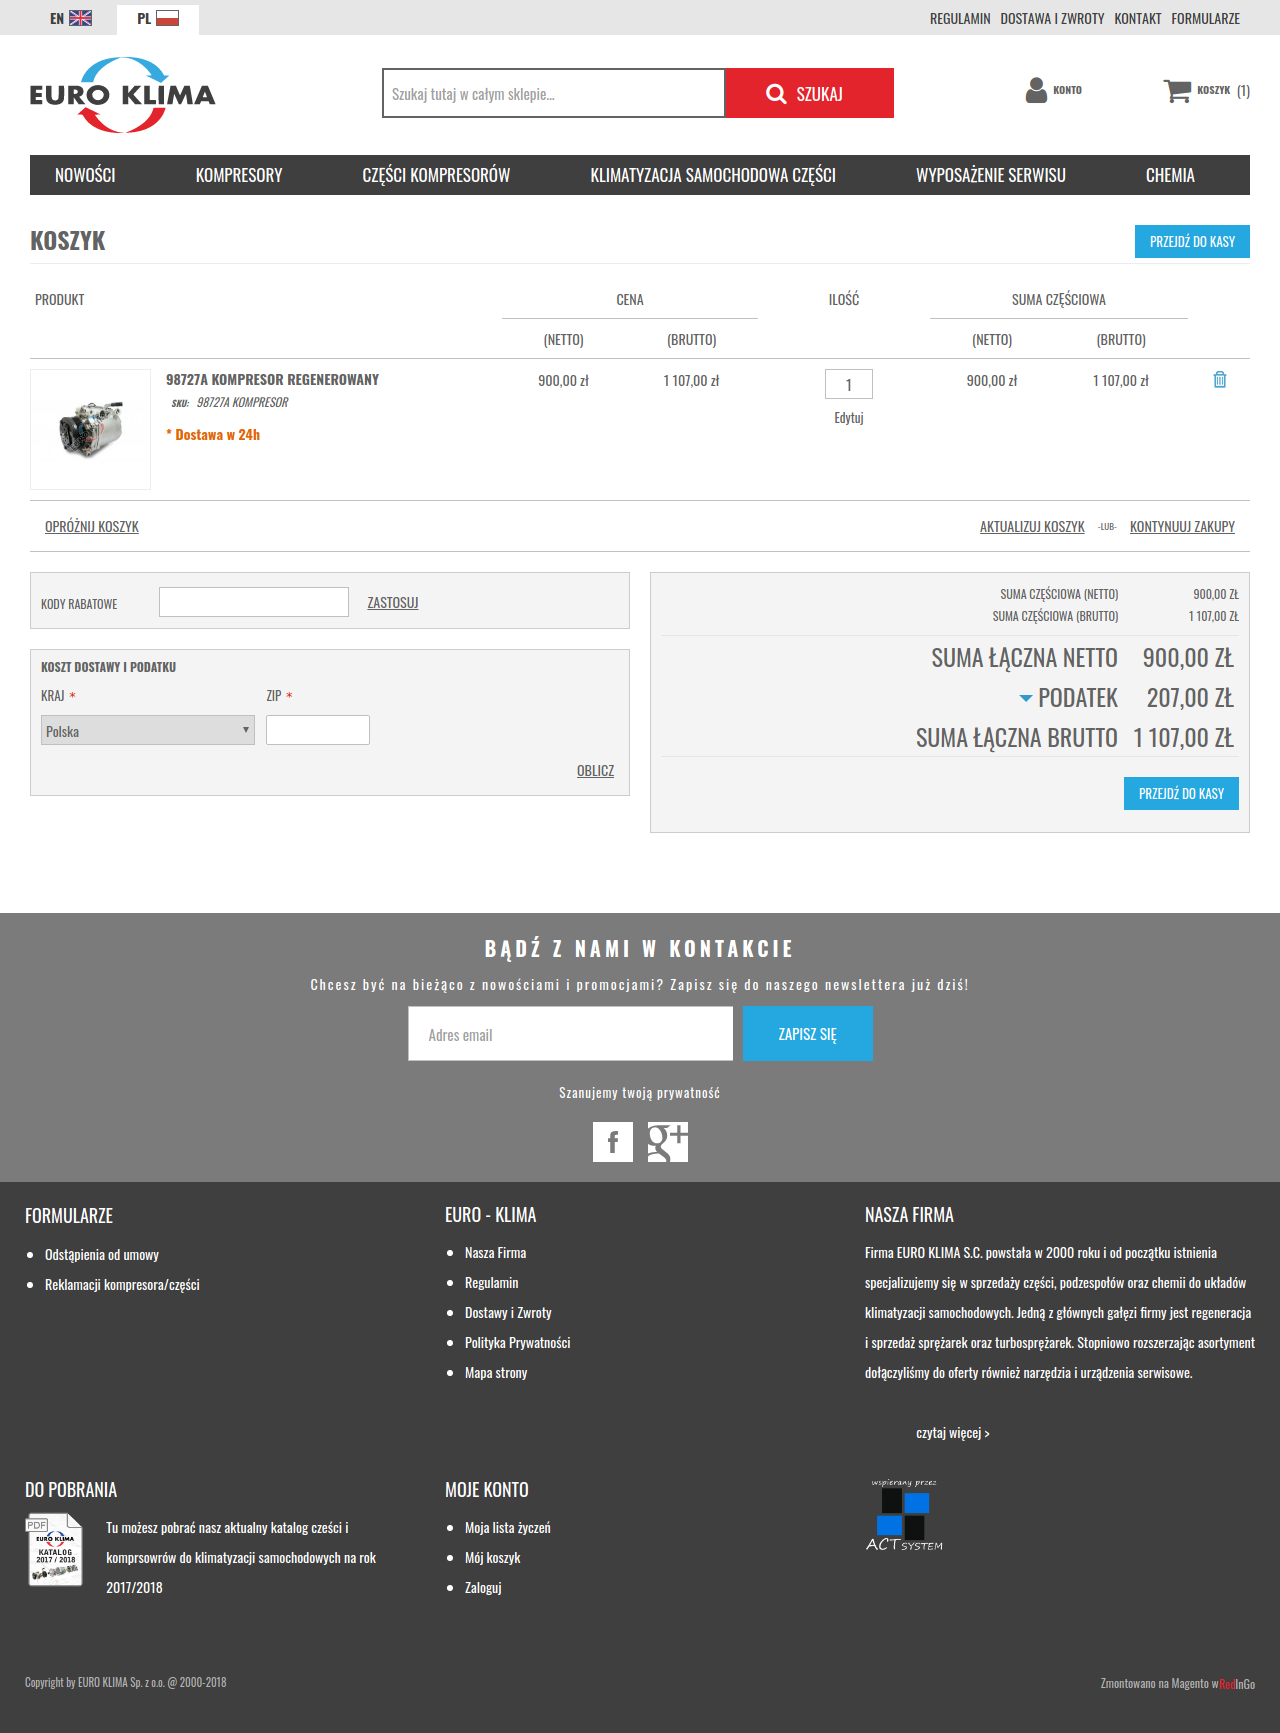 EN PL REGULAMIN DOSTAWA I ZWROTY KONTAKT FORMULARZE
EURO KLIMA
Szukaj tutaj w całym sklepie... SZUKAJ KONTO KOSZYK (1)
NOWOŚCI KOMPRESORY CZĘŚCI KOMPRESORÓW KLIMATYZACJA SAMOCHODOWA CZĘŚCI WYPOSAŻENIE SERWISU CHEMIA
KOSZYK PRZEJDŹ DO KASY
PRODUKT CENA ILOŚĆ SUMA CZĘŚCIOWA
(NETTO) (BRUTTO) (NETTO) (BRUTTO)
98727A KOMPRESOR REGENEROWANY 900,00 zł 1 107,00 zł 1 900,00 zł 1 107,00 zł
SKU: 98727A KOMPRESOR
Edytuj
* Dostawa w 24h
OPRÓŻNIJ KOSZYK AKTUALIZUJ KOSZYK -LUB- KONTYNUUJ ZAKUPY
KODY RABATOWE ZASTOSUJ
KOSZT DOSTAWY I PODATKU
KRAJ * ZIP *
Polska
OBLICZ
SUMA CZĘŚCIOWA (NETTO) 900,00 ZŁ
SUMA CZĘŚCIOWA (BRUTTO) 1 107,00 ZŁ
SUMA ŁĄCZNA NETTO 900,00 ZŁ
PODATEK 207,00 ZŁ
SUMA ŁĄCZNA BRUTTO 1 107,00 ZŁ
PRZEJDŹ DO KASY
BĄDŹ Z NAMI W KONTAKCIE
Chcesz być na bieżąco z nowościami i promocjami? Zapisz się do naszego newslettera już dziś!
Adres email ZAPISZ SIĘ
Szanujemy twoją prywatność
f g+
FORMULARZE
Odstąpienia od umowy
Reklamacji kompresora/części
EURO - KLIMA
Nasza Firma
Regulamin
Dostawy i Zwroty
Polityka Prywatności
Mapa strony
NASZA FIRMA
Firma EURO KLIMA S.C. powstała w 2000 roku i od początku istnienia
specjalizujemy się w sprzedaży części, podzespołów oraz chemii do układów
klimatyzacji samochodowych. Jedną z głównych gałęzi firmy jest regeneracja
i sprzedaż sprężarek oraz turbosprężarek. Stopniowo rozszerzając asortyment
dołączyliśmy do oferty również narzędzia i urządzenia serwisowe.
czytaj więcej >
DO POBRANIA
PDF
EURO KLIMA
KATALOG
2017 / 2018
Tu możesz pobrać nasz aktualny katalog cześci i
komprsowrów do klimatyzacji samochodowych na rok
2017/2018
MOJE KONTO
Moja lista życzeń
Mój koszyk
Zaloguj
wspierany przez
ACT SYSTEM
Copyright by EURO KLIMA Sp. z o.o. @ 2000-2018 Zmontowano na Magento w RedInGo